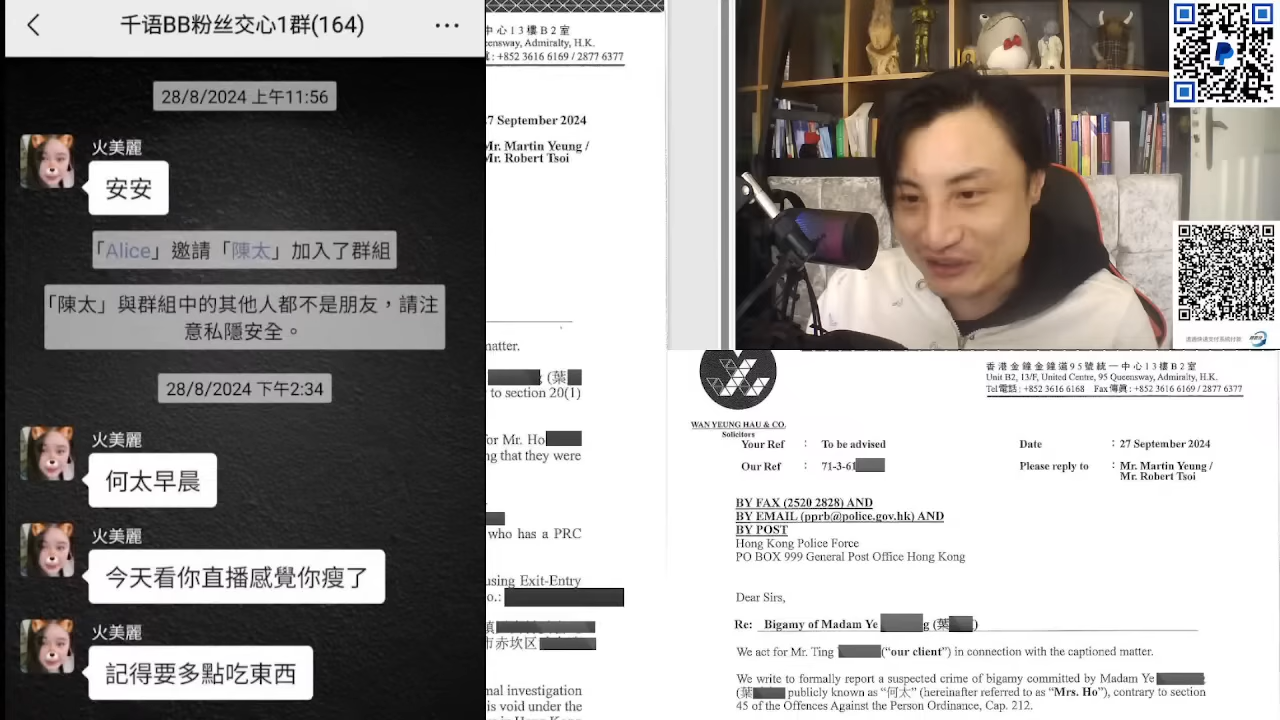 千语BB粉丝交心1群(164)
28/8/2024 上午11:56
火美麗
安安
「Alice」邀請「陳太」加入了群組
「陳太」與群組中的其他人都不是朋友，請注
意私隱安全。
28/8/2024 下午2:34
火美麗
何太早晨
火美麗
今天看你直播感覺你瘦了
火美麗
記得要多點吃東西
中心13樓B2室
ensway, Admiralty, H.K.
: +852 3616 6169 / 2877 6377
7 September 2024
Mr. Martin Yeung /
Mr. Robert Tsoi
natter.
(葉
to section 20(1)
or Mr. Ho
ng that they were
who has a PRC
using Exit-Entry
o.:
鎮
市赤坎区
nal investigation
is void under the
PayPal
WAN YEUNG HAU & CO.
Solicitors
香港金鐘金鐘道95號統一中心13樓B2室
Unit B2, 13/F, United Centre, 95 Queensway, Admiralty, H.K.
Tel電話 : +852 3616 6168 Fax傳真 : +852 3616 6169 / 2877 6377
Your Ref : To be advised
Date : 27 September 2024
Our Ref : 71-3-61
Please reply to : Mr. Martin Yeung /
Mr. Robert Tsoi
BY FAX (2520 2828) AND
BY EMAIL (pprb@police.gov.hk) AND
BY POST
Hong Kong Police Force
PO BOX 999 General Post Office Hong Kong
Dear Sirs,
Re: Bigamy of Madam Ye g (葉 )
We act for Mr. Ting ("our client") in connection with the captioned matter.
We write to formally report a suspected crime of bigamy committed by Madam Ye
(葉 publicly known as "何太" (hereinafter referred to as "Mrs. Ho"), contrary to section
45 of the Offences Against the Person Ordinance, Cap. 212.